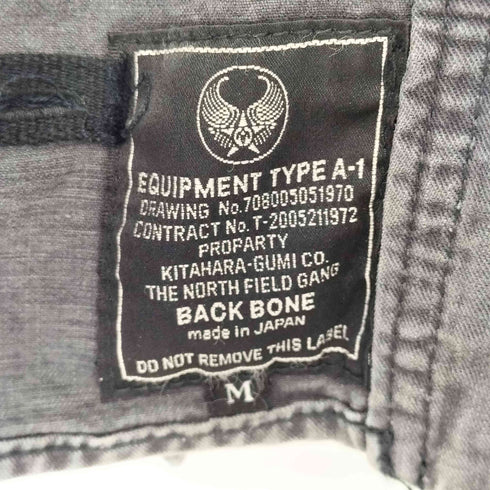 EQUIPMENT TYPE A-1
DRAWING No.708005051970
CONTRACT No.T-2005211972
PROPARTY
KITAHARA-GUMI CO.
THE NORTH FIELD GANG
BACK BONE
made in JAPAN
DO NOT REMOVE THIS LABEL
M